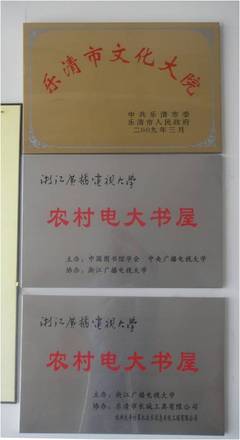 乐清市文化大院
中共乐清市委
乐清市人民政府
二00九年三月
浙江广播电视大学
农村电大书屋
主办：中国图书馆学会 中央广播电视大学
协办：浙江广播电视大学
浙江广播电视大学
农村电大书屋
主办：浙江广播电视大学
协办：乐清市长城工具有限公司